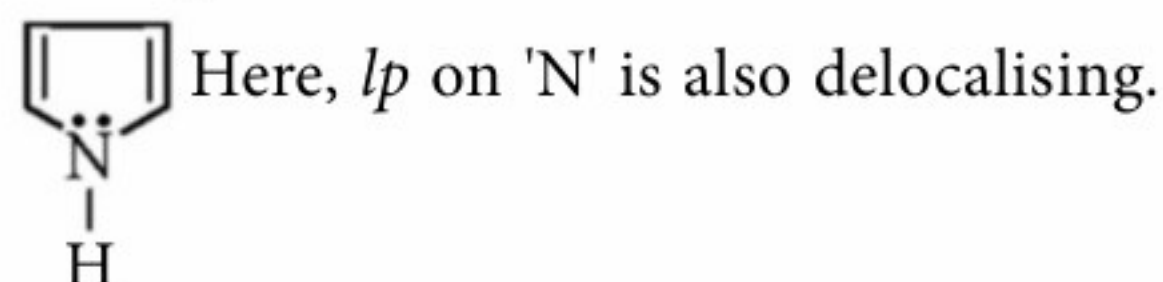 Here, lp on 'N' is also delocalising.
N
H